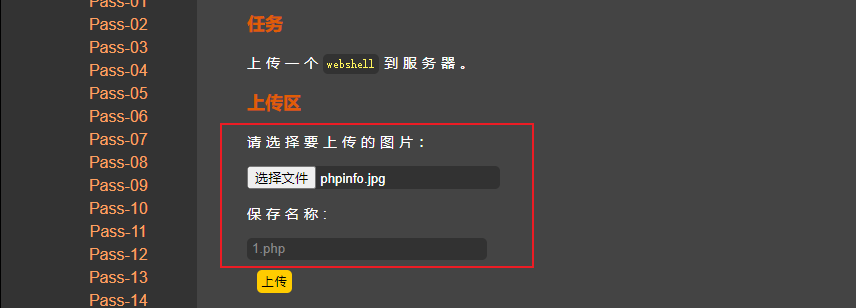 Pass-01
Pass-02
Pass-03
Pass-04
Pass-05
Pass-06
Pass-07
Pass-08
Pass-09
Pass-10
Pass-11
Pass-12
Pass-13
Pass-14
任务
上传一个 webshell 到服务器。
上传区
请选择要上传的图片：
选择文件 phpinfo.jpg
保存名称:
1.php
上传